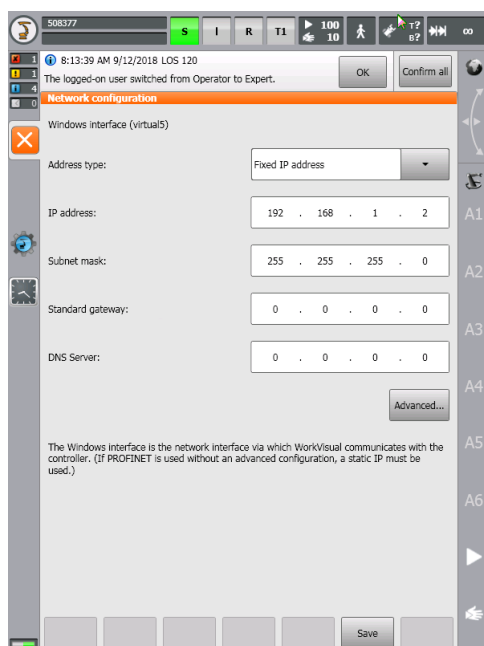 508377
S I R T1 100 10 T? B? ∞
1 8:13:39 AM 9/12/2018 LOS 120
1 The logged-on user switched from Operator to Expert.
OK
Confirm all
4
0
Network configuration
Windows interface (virtual5)
Address type: Fixed IP address
IP address: 192 . 168 . 1 . 2
Subnet mask: 255 . 255 . 255 . 0
Standard gateway: 0 . 0 . 0 . 0
DNS Server: 0 . 0 . 0 . 0
Advanced...
The Windows interface is the network interface via which WorkVisual communicates with the
controller. (If PROFINET is used without an advanced configuration, a static IP must be
used.)
A1
A2
A3
A4
A5
A6
Save